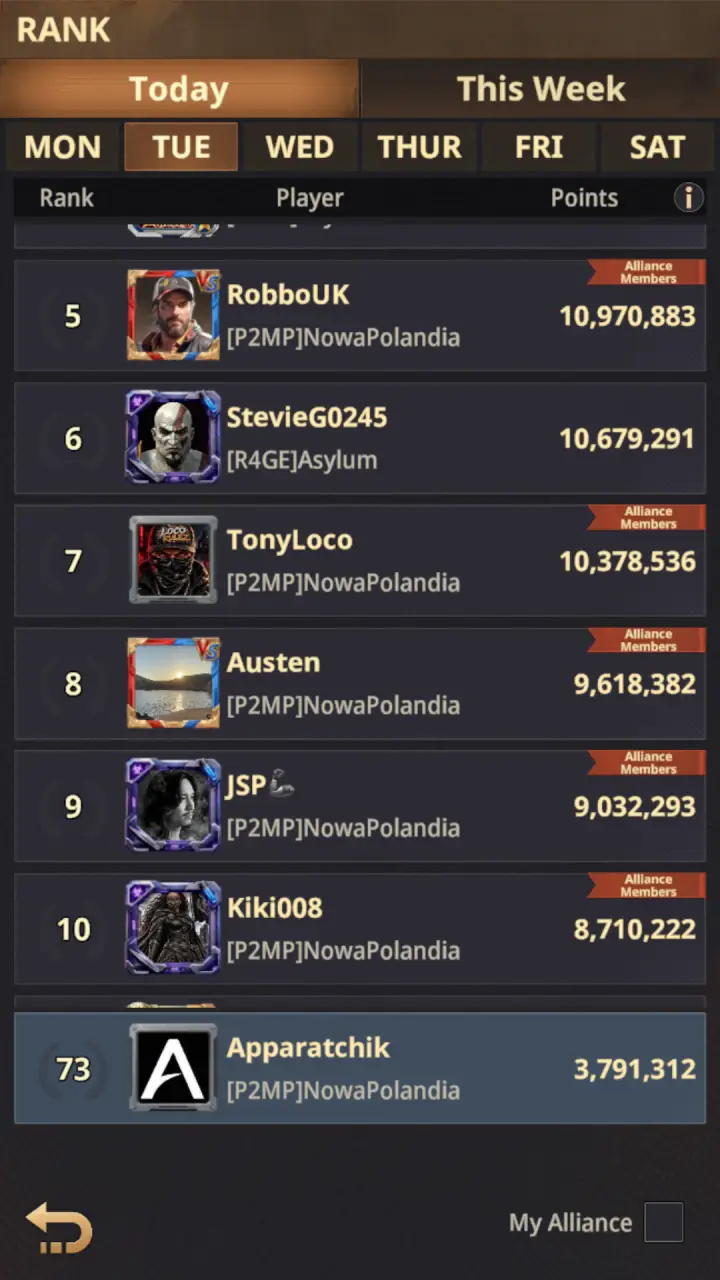 RANK
Today
This Week
MON
TUE
WED
THUR
FRI
SAT
Rank
Player
Points
Alliance
Members
5
RobboUK
[P2MP]NowaPolandia
10,970,883
6
StevieG0245
[R4GE]Asylum
10,679,291
Alliance
Members
7
TonyLoco
[P2MP]NowaPolandia
10,378,536
Alliance
Members
8
Austen
[P2MP]NowaPolandia
9,618,382
Alliance
Members
9
JSP💪
[P2MP]NowaPolandia
9,032,293
Alliance
Members
10
Kiki008
[P2MP]NowaPolandia
8,710,222
73
Apparatchik
[P2MP]NowaPolandia
3,791,312
My Alliance